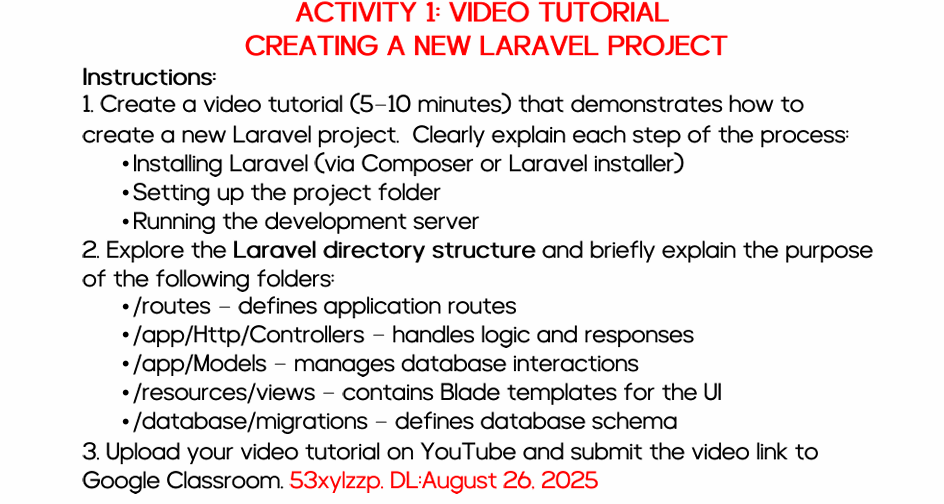 ACTIVITY 1: VIDEO TUTORIAL
CREATING A NEW LARAVEL PROJECT
Instructions:
1. Create a video tutorial (5–10 minutes) that demonstrates how to
create a new Laravel project.  Clearly explain each step of the process:
•Installing Laravel (via Composer or Laravel installer)
•Setting up the project folder
•Running the development server
2. Explore the Laravel directory structure and briefly explain the purpose
of the following folders:
•/routes – defines application routes
•/app/Http/Controllers – handles logic and responses
•/app/Models – manages database interactions
•/resources/views – contains Blade templates for the UI
•/database/migrations – defines database schema
3. Upload your video tutorial on YouTube and submit the video link to
Google Classroom. 53xylzzp. DL:August 26. 2025